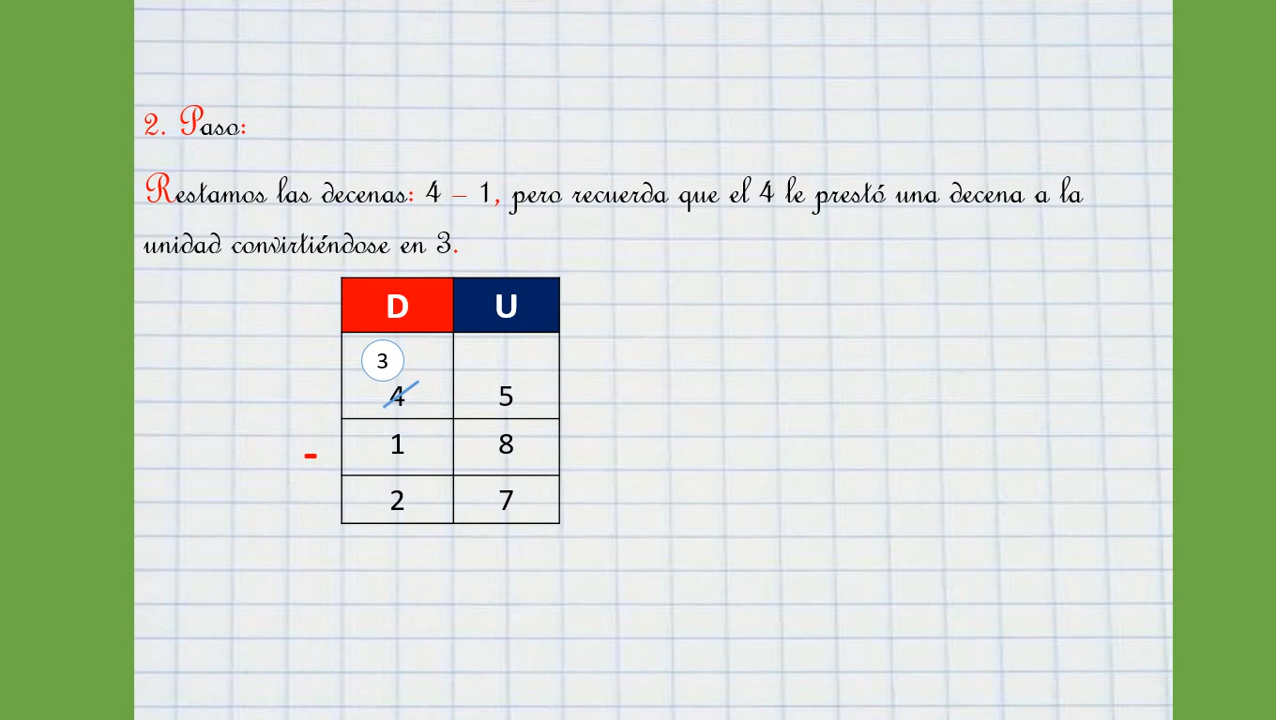 2. Paso:
Restamos las decenas: 4 – 1, pero recuerda que el 4 le prestó una decena a la
unidad convirtiéndose en 3.
D U
3
4 5
- 1 8
2 7